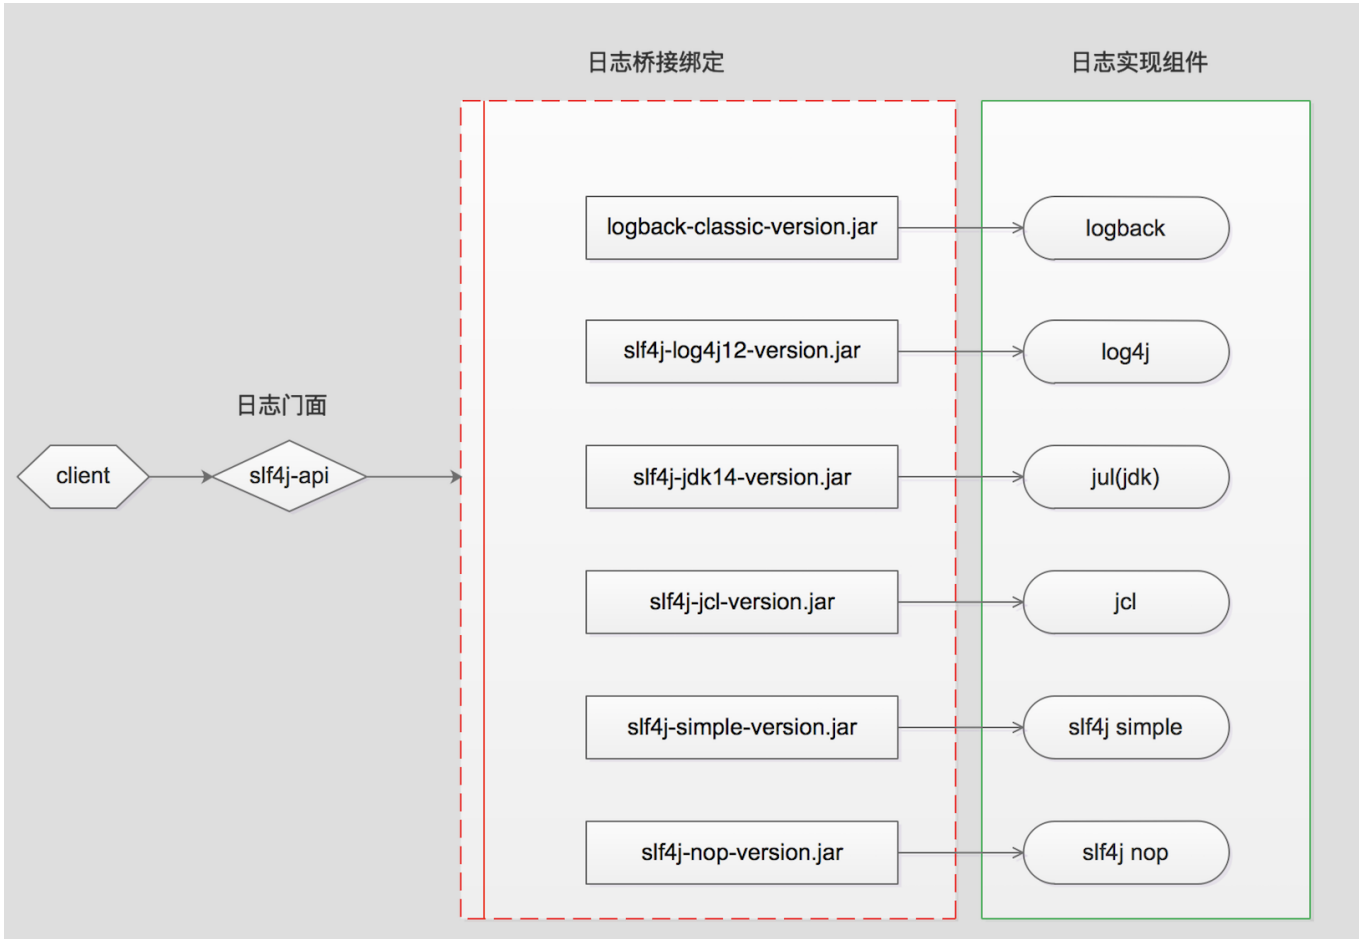 日志桥接绑定
日志实现组件
logback-classic-version.jar
logback
slf4j-log4j12-version.jar
log4j
日志门面
client
slf4j-api
slf4j-jdk14-version.jar
jul(jdk)
slf4j-jcl-version.jar
jcl
slf4j-simple-version.jar
slf4j simple
slf4j-nop-version.jar
slf4j nop